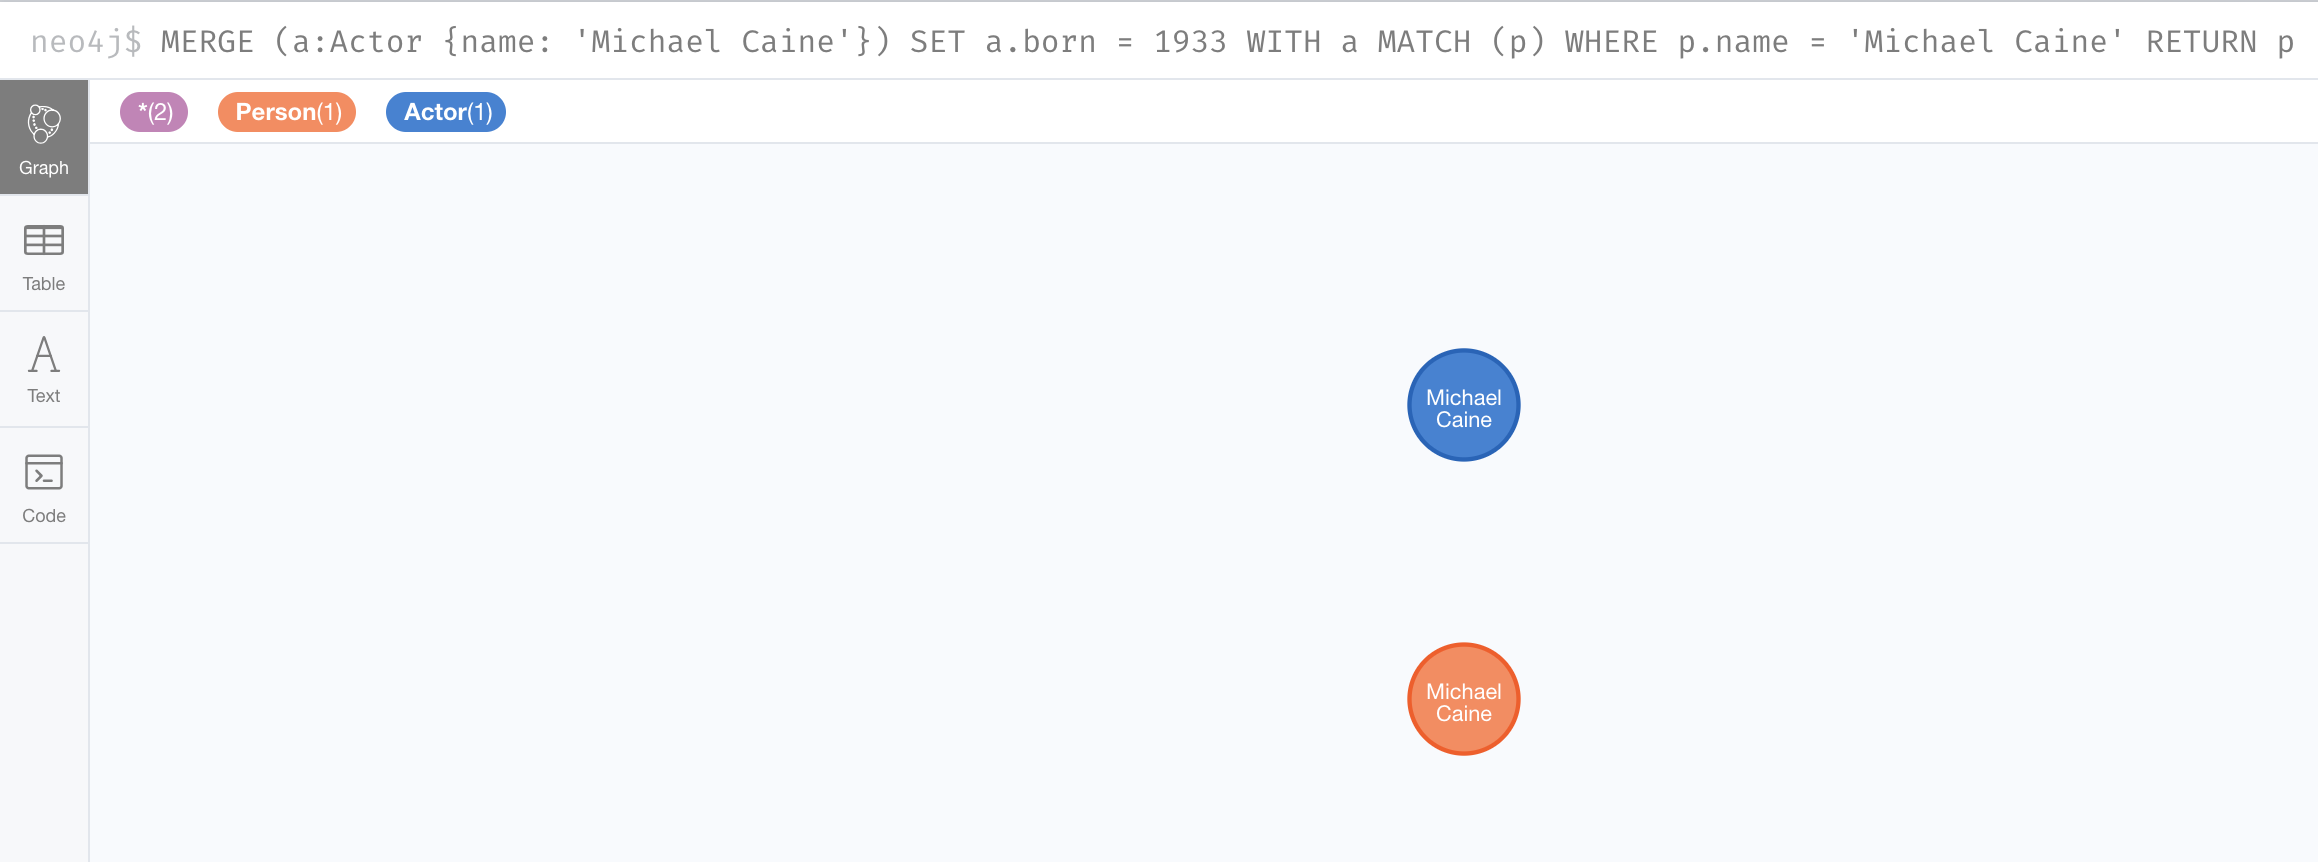 neo4j$ MERGE (a:Actor {name: 'Michael Caine'}) SET a.born = 1933 WITH a MATCH (p) WHERE p.name = 'Michael Caine' RETURN p
*(2) Person(1) Actor(1)
Graph
Table
Text
Code
Michael
Caine
Michael
Caine